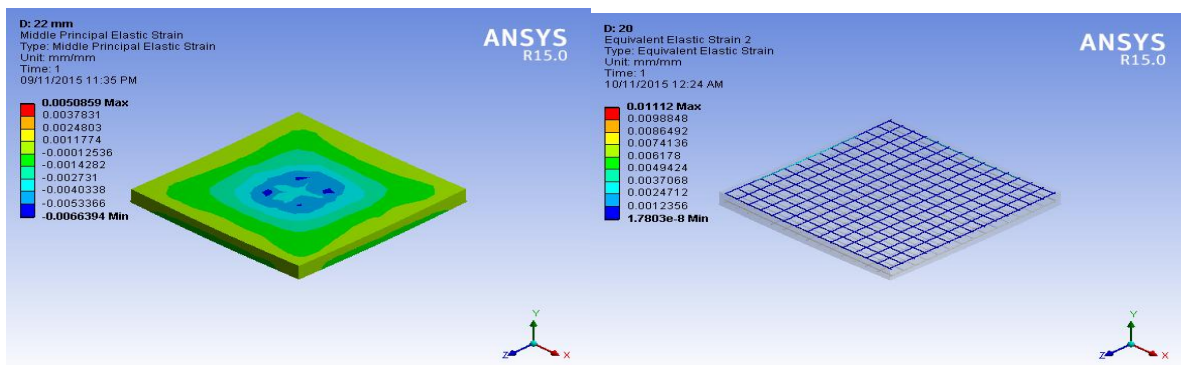 D: 22 mm
Middle Principal Elastic Strain
Type: Middle Principal Elastic Strain
Unit: mm/mm
Time: 1
09/11/2015 11:35 PM
ANSYS
R15.0
0.0050859 Max
0.0037831
0.0024803
0.0011774
-0.00012536
-0.0014282
-0.002731
-0.0040338
-0.0053366
-0.0066394 Min
Y
Z
X
D: 20
Equivalent Elastic Strain 2
Type: Equivalent Elastic Strain
Unit: mm/mm
Time: 1
10/11/2015 12:24 AM
ANSYS
R15.0
0.01112 Max
0.0098848
0.0086492
0.0074136
0.006178
0.0049424
0.0037068
0.0024712
0.0012356
1.7803e-8 Min
Y
Z
X